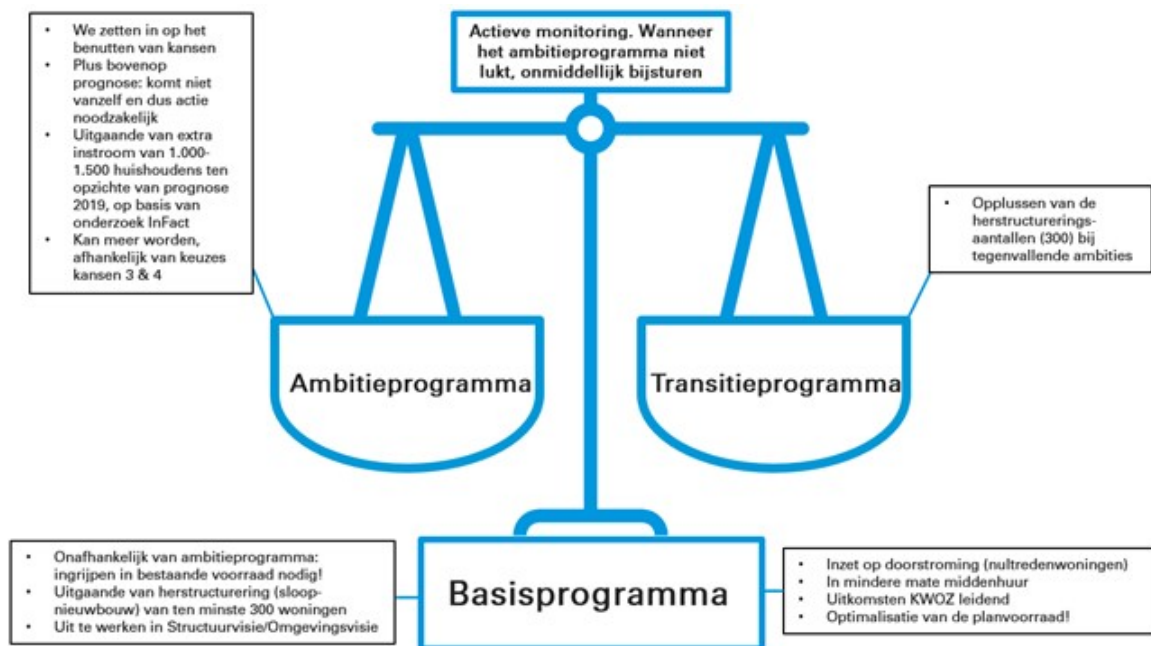 • We zetten in op het
benutten van kansen
• Plus bovenop
prognose: komt niet
vanzelf en dus actie
noodzakelijk
• Uitgaande van extra
instroom van 1.000-
1.500 huishoudens ten
opzichte van prognose
2019, op basis van
onderzoek InFact
• Kan meer worden,
afhankelijk van keuzes
kansen 3 & 4
Actieve monitoring. Wanneer
het ambitieprogramma niet
lukt, onmiddellijk bijsturen
• Opplussen van de
herstructurerings-
aantallen (300) bij
tegenvallende ambities
Ambitieprogramma
Transitieprogramma
• Onafhankelijk van ambitieprogramma:
ingrijpen in bestaande voorraad nodig!
• Uitgaande van herstructurering (sloop-
nieuwbouw) van ten minste 300 woningen
• Uit te werken in Structuurvisie/Omgevingsvisie
Basisprogramma
• Inzet op doorstroming (nultredenwoningen)
• In mindere mate middenhuur
• Uitkomsten KWOZ leidend
• Optimalisatie van de planvoorraad!